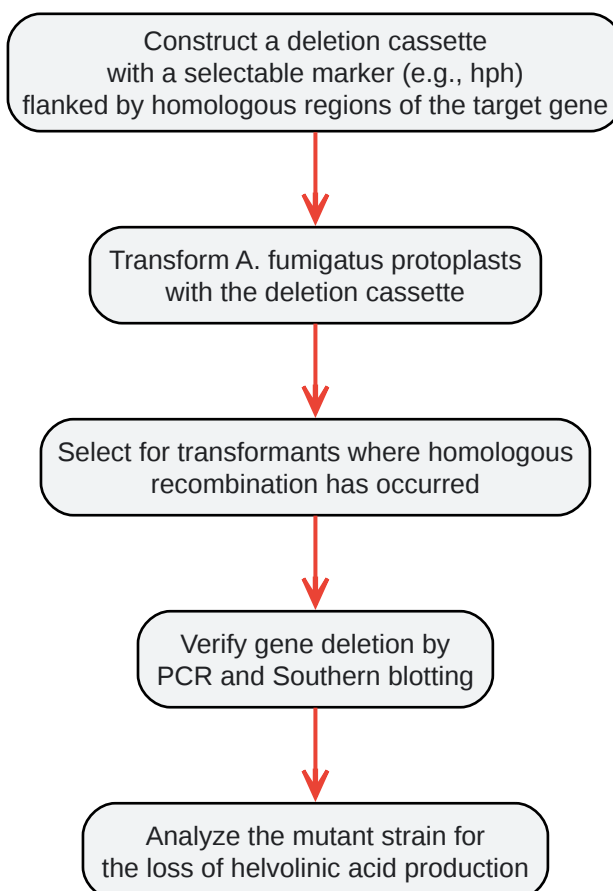 Construct a deletion cassette
with a selectable marker (e.g., hph)
flanked by homologous regions of the target gene
Transform A. fumigatus protoplasts
with the deletion cassette
Select for transformants where homologous
recombination has occurred
Verify gene deletion by
PCR and Southern blotting
Analyze the mutant strain for
the loss of helvolinic acid production